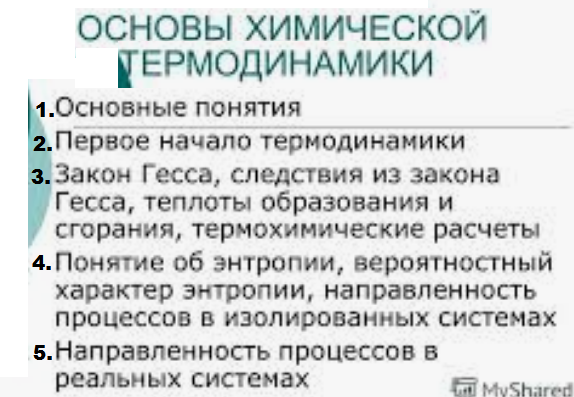 ОСНОВЫ ХИМИЧЕСКОЙ
ТЕРМОДИНАМИКИ
1.Основные понятия
2.Первое начало термодинамики
3.Закон Гесса, следствия из закона
Гесса, теплоты образования и
сгорания, термохимические расчеты
4.Понятие об энтропии, вероятностный
характер энтропии, направленность
процессов в изолированных системах
5.Направленность процессов в
реальных системах
MyShared